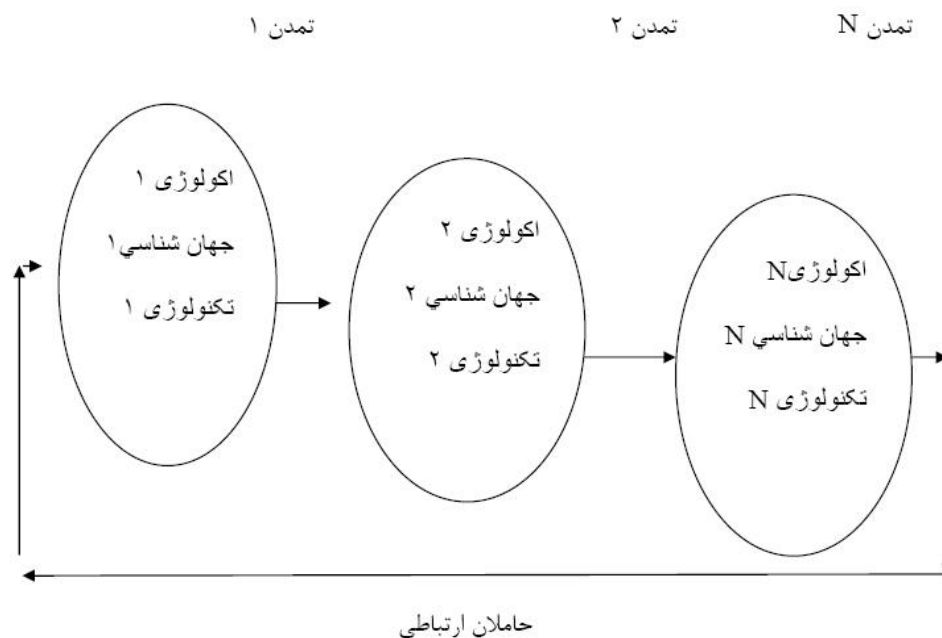 تمدن ۱
تمدن ۲
تمدن N
اکولوژی ۱
جهان شناسي۱
تکنولوژی ۱
اکولوژی ۲
جهان شناسي ۲
تکنولوژی ۲
اکولوژیN
جهان شناسي N
تکنولوژی N
حاملان ارتباطی